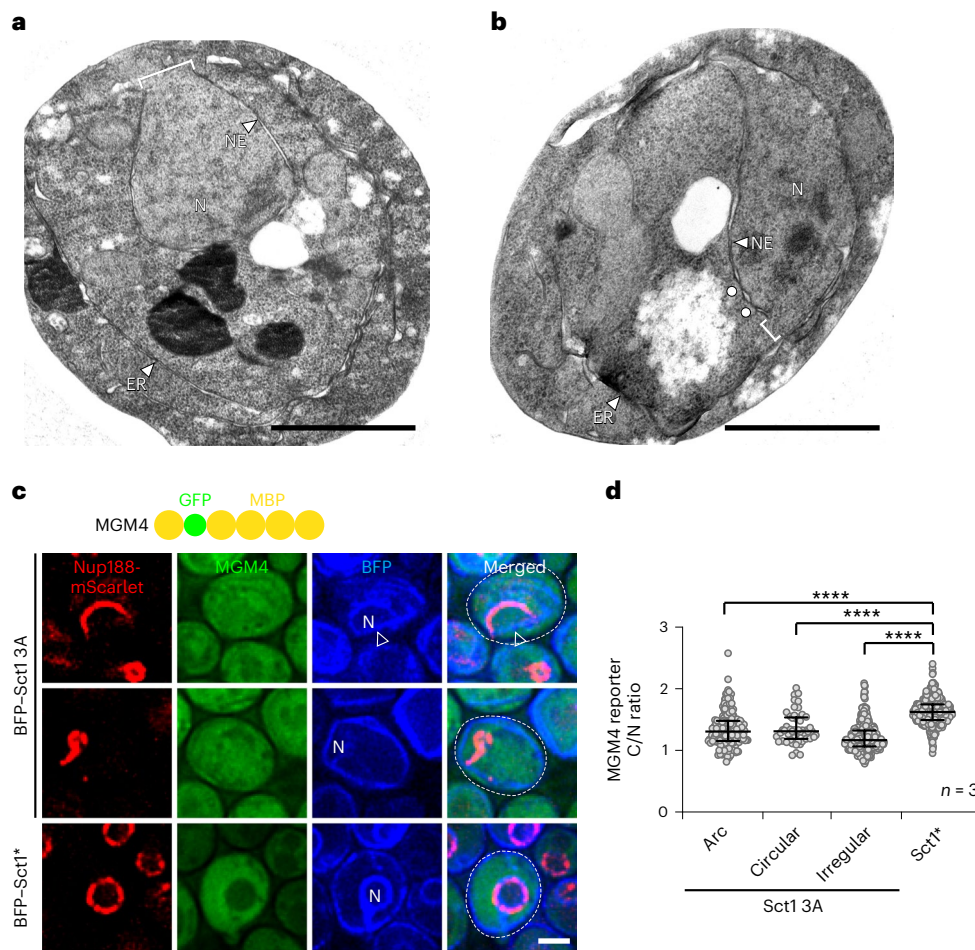 a
b
NE
N
ER
N
NE
ER
c
GFP MBP
MGM4
BFP–Sct1 3A
Nup188-
mScarlet
MGM4
BFP
Merged
N
N
BFP–Sct1*
N
d
MGM4 reporter
C/N ratio
3
2
1
0
****
****
****
n = 3
Arc
Circular
Irregular
Sct1*
Sct1 3A